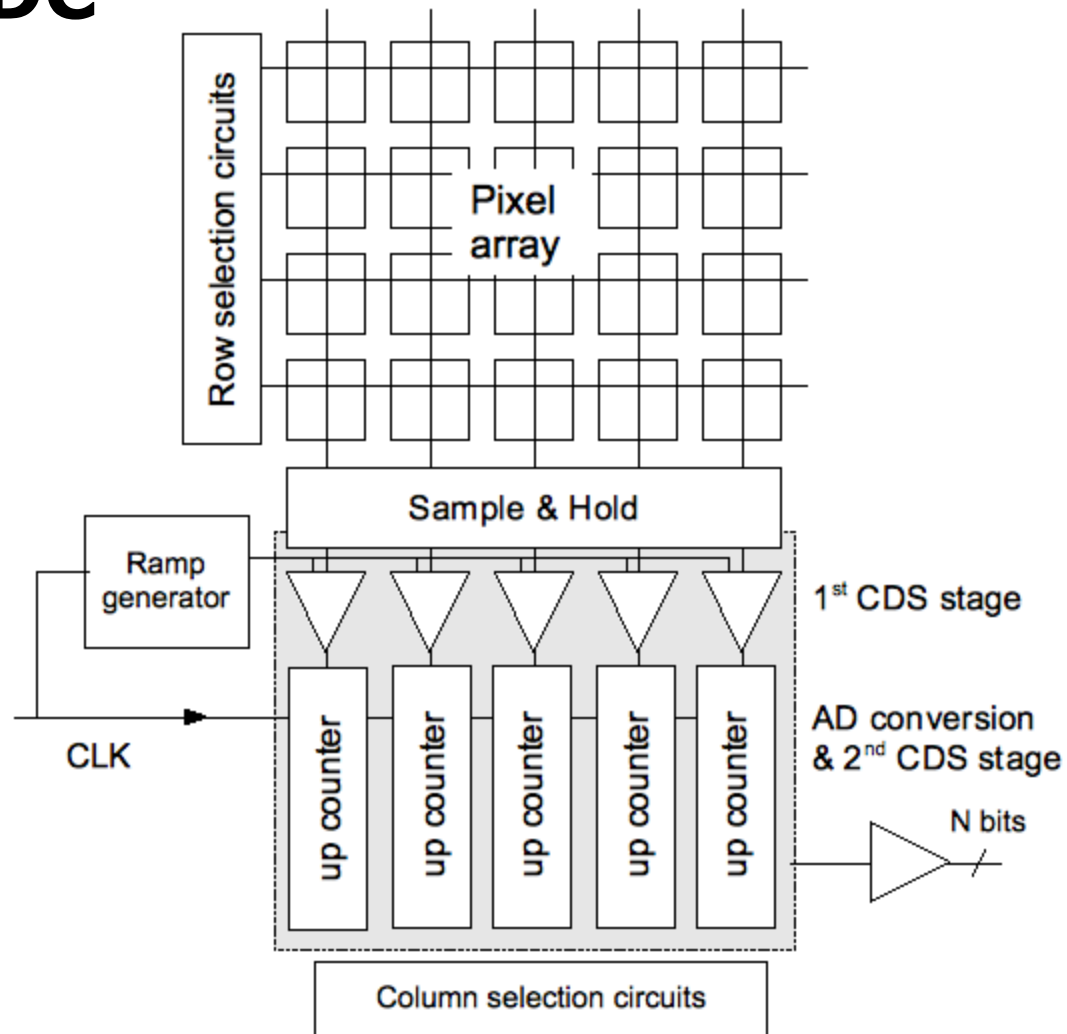 Row selection circuits
Pixel
array
Sample & Hold
Ramp
generator
1st CDS stage
CLK
up counter
up counter
up counter
up counter
up counter
AD conversion
& 2nd CDS stage
N bits
Column selection circuits